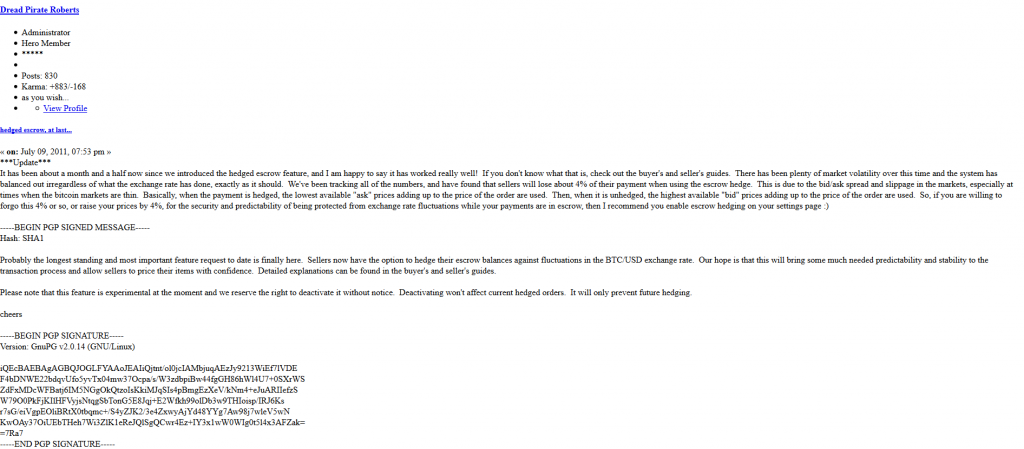 Dread Pirate Roberts
Administrator
Hero Member
*****
Posts: 830
Karma: +883/-168
as you wish...
View Profile
hedged escrow, at last...
« on: July 09, 2011, 07:53 pm »
***Update***
It has been about a month and a half now since we introduced the hedged escrow feature, and I am happy to say it has worked really well!  If you don't know what that is, check out the buyer's and seller's guides.  There has been plenty of market volatility over this time and the system has
balanced out irregardless of what the exchange rate has done, exactly as it should.  We've been tracking all of the numbers, and have found that sellers will lose about 4% of their payment when using the escrow hedge.  This is due to the bid/ask spread and slippage in the markets, especially at
times when the bitcoin markets are thin.  Basically, when the payment is hedged, the lowest available "ask" prices adding up to the price of the order are used.  Then, when it is unhedged, the highest available "bid" prices adding up to the price of the order are used.  So, if you are willing to
forgo this 4% or so, or raise your prices by 4%, for the security and predictability of being protected from exchange rate fluctuations while your payments are in escrow, then I recommend you enable escrow hedging on your settings page :)
-----BEGIN PGP SIGNED MESSAGE-----
Hash: SHA1
Probably the longest standing and most important feature request to date is finally here.  Sellers now have the option to hedge their escrow balances against fluctuations in the BTC/USD exchange rate.  Our hope is that this will bring some much needed predictability and stability to the
transaction process and allow sellers to price their items with confidence.  Detailed explanations can be found in the buyer's and seller's guides.
Please note that this feature is experimental at the moment and we reserve the right to deactivate it without notice.  Deactivating won't affect current hedged orders.  It will only prevent future hedging.
cheers
-----BEGIN PGP SIGNATURE-----
Version: GnuPG v2.0.14 (GNU/Linux)
=7Ra7
-----END PGP SIGNATURE-----